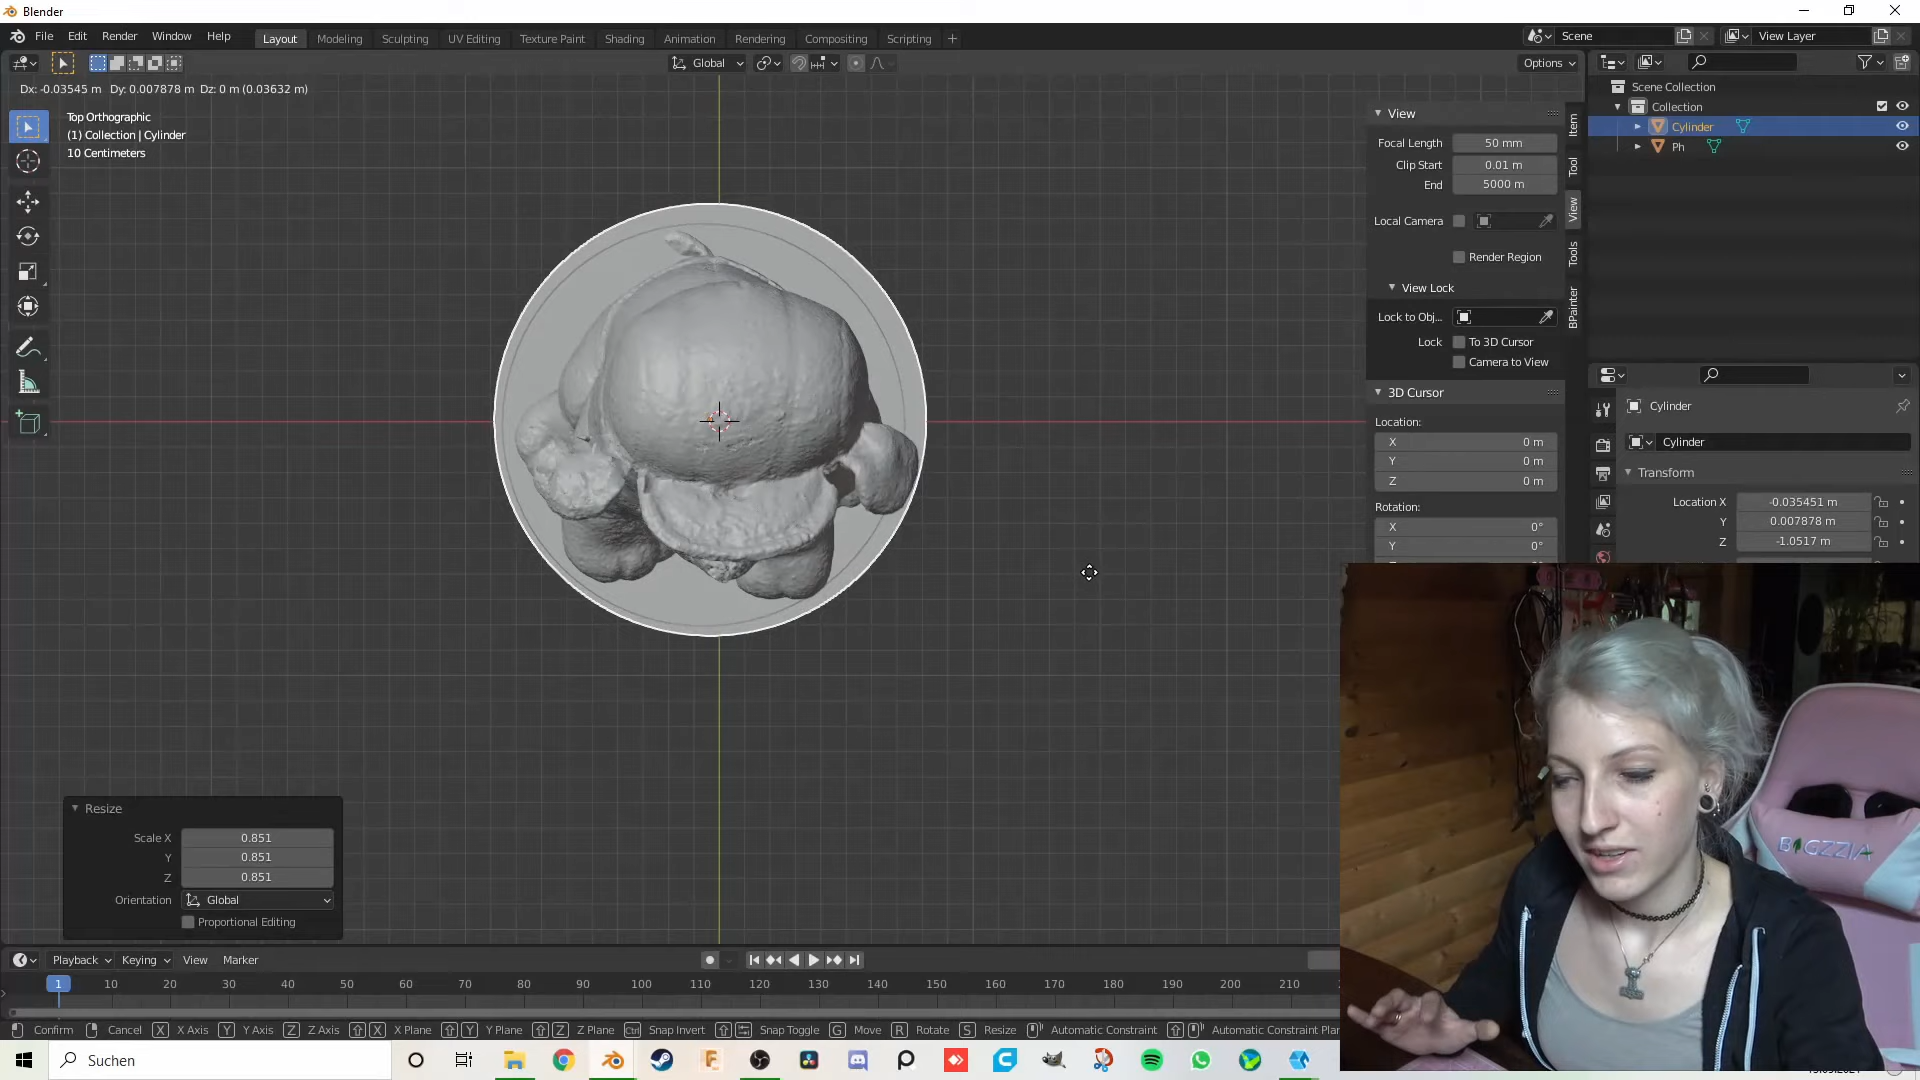 Blender
File Edit Render Window Help
Layout Modeling Sculpting UV Editing Texture Paint Shading Animation Rendering Compositing Scripting +
Scene
View Layer
Global
Options
Dx: -0.03545 m Dy: 0.007878 m Dz: 0 m (0.03632 m)
Top Orthographic
(1) Collection | Cylinder
10 Centimeters
View
Focal Length 50 mm
Clip Start 0.01 m
End 5000 m
Local Camera
Render Region
View Lock
Lock to Obj...
Lock To 3D Cursor
Camera to View
3D Cursor
Location:
X 0 m
Y 0 m
Z 0 m
Rotation:
X 0°
Y 0°
Item
Tool
View
Tools
BPainter
Scene Collection
Collection
Cylinder
Ph
Cylinder
Cylinder
Transform
Location X -0.035451 m
Y 0.007878 m
Z -1.0517 m
Resize
Scale X 0.851
Y 0.851
Z 0.851
Orientation Global
Proportional Editing
Playback Keying View Marker
1 10 20 30 40 50 60 70 80 90 100 110 120 130 140 150 160 170 180 190 200 210
Confirm Cancel X X Axis Y Y Axis Z Z Axis X X Plane Y Y Plane Z Z Plane Ctrl Snap Invert Snap Toggle G Move R Rotate S Resize Automatic Constraint Automatic Constraint Plan
Suchen
BIGZZIA